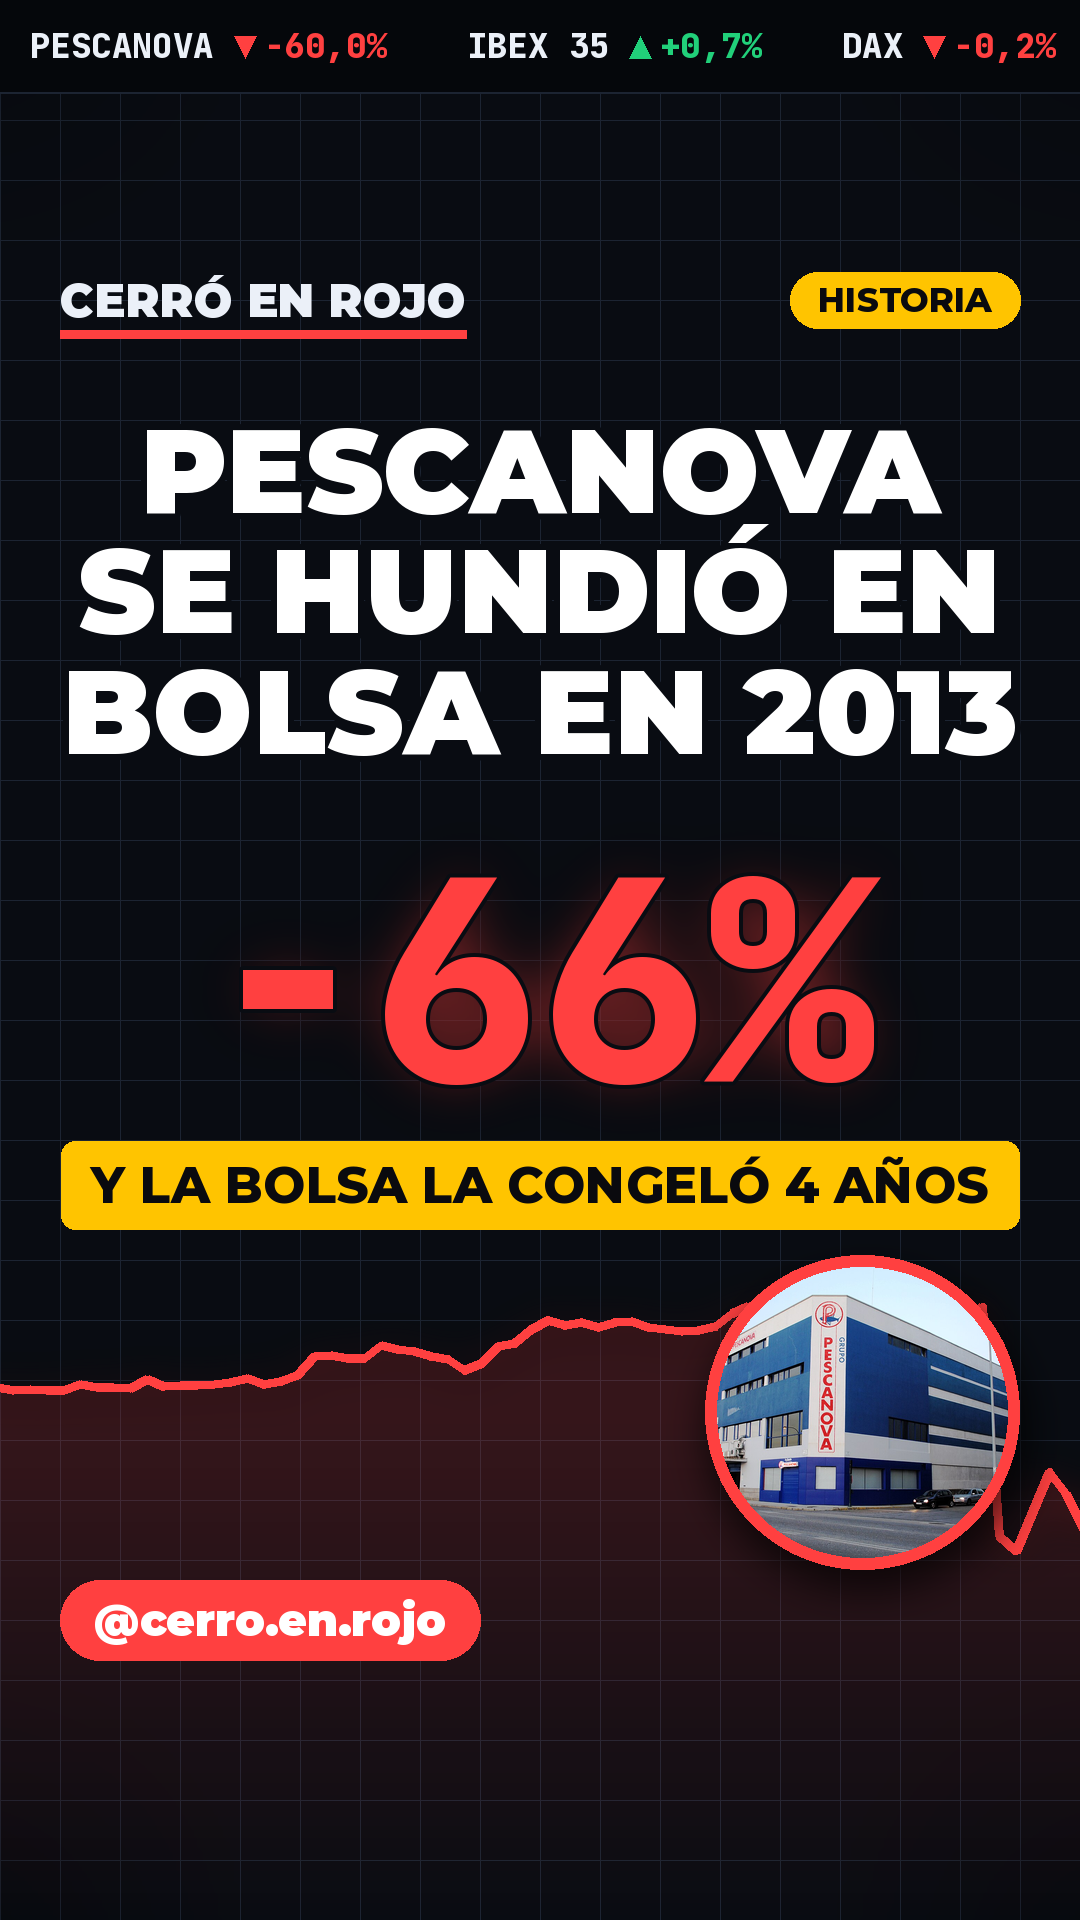 PESCANOVA ▼ -60,0% IBEX 35 ▲ +0,7% DAX ▼ -0,2%
CERRÓ EN ROJO
HISTORIA
PESCANOVA
SE HUNDIÓ EN
BOLSA EN 2013
-66%
Y LA BOLSA LA CONGELÓ 4 AÑOS
PESCANOVA
GRUPO
@cerro.en.rojo